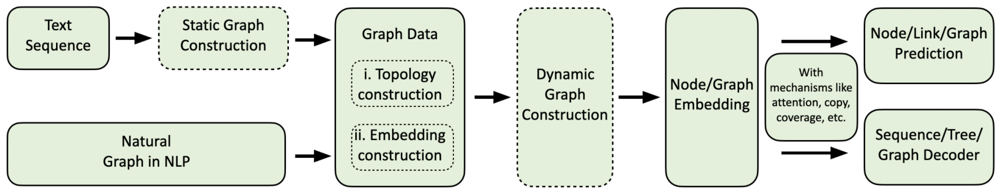 Text
Sequence
Static Graph
Construction
Natural
Graph in NLP
Graph Data
i. Topology
construction
ii. Embedding
construction
Dynamic
Graph
Construction
Node/Graph
Embedding
With
mechanisms like
attention, copy,
coverage, etc.
Node/Link/Graph
Prediction
Sequence/Tree/
Graph Decoder